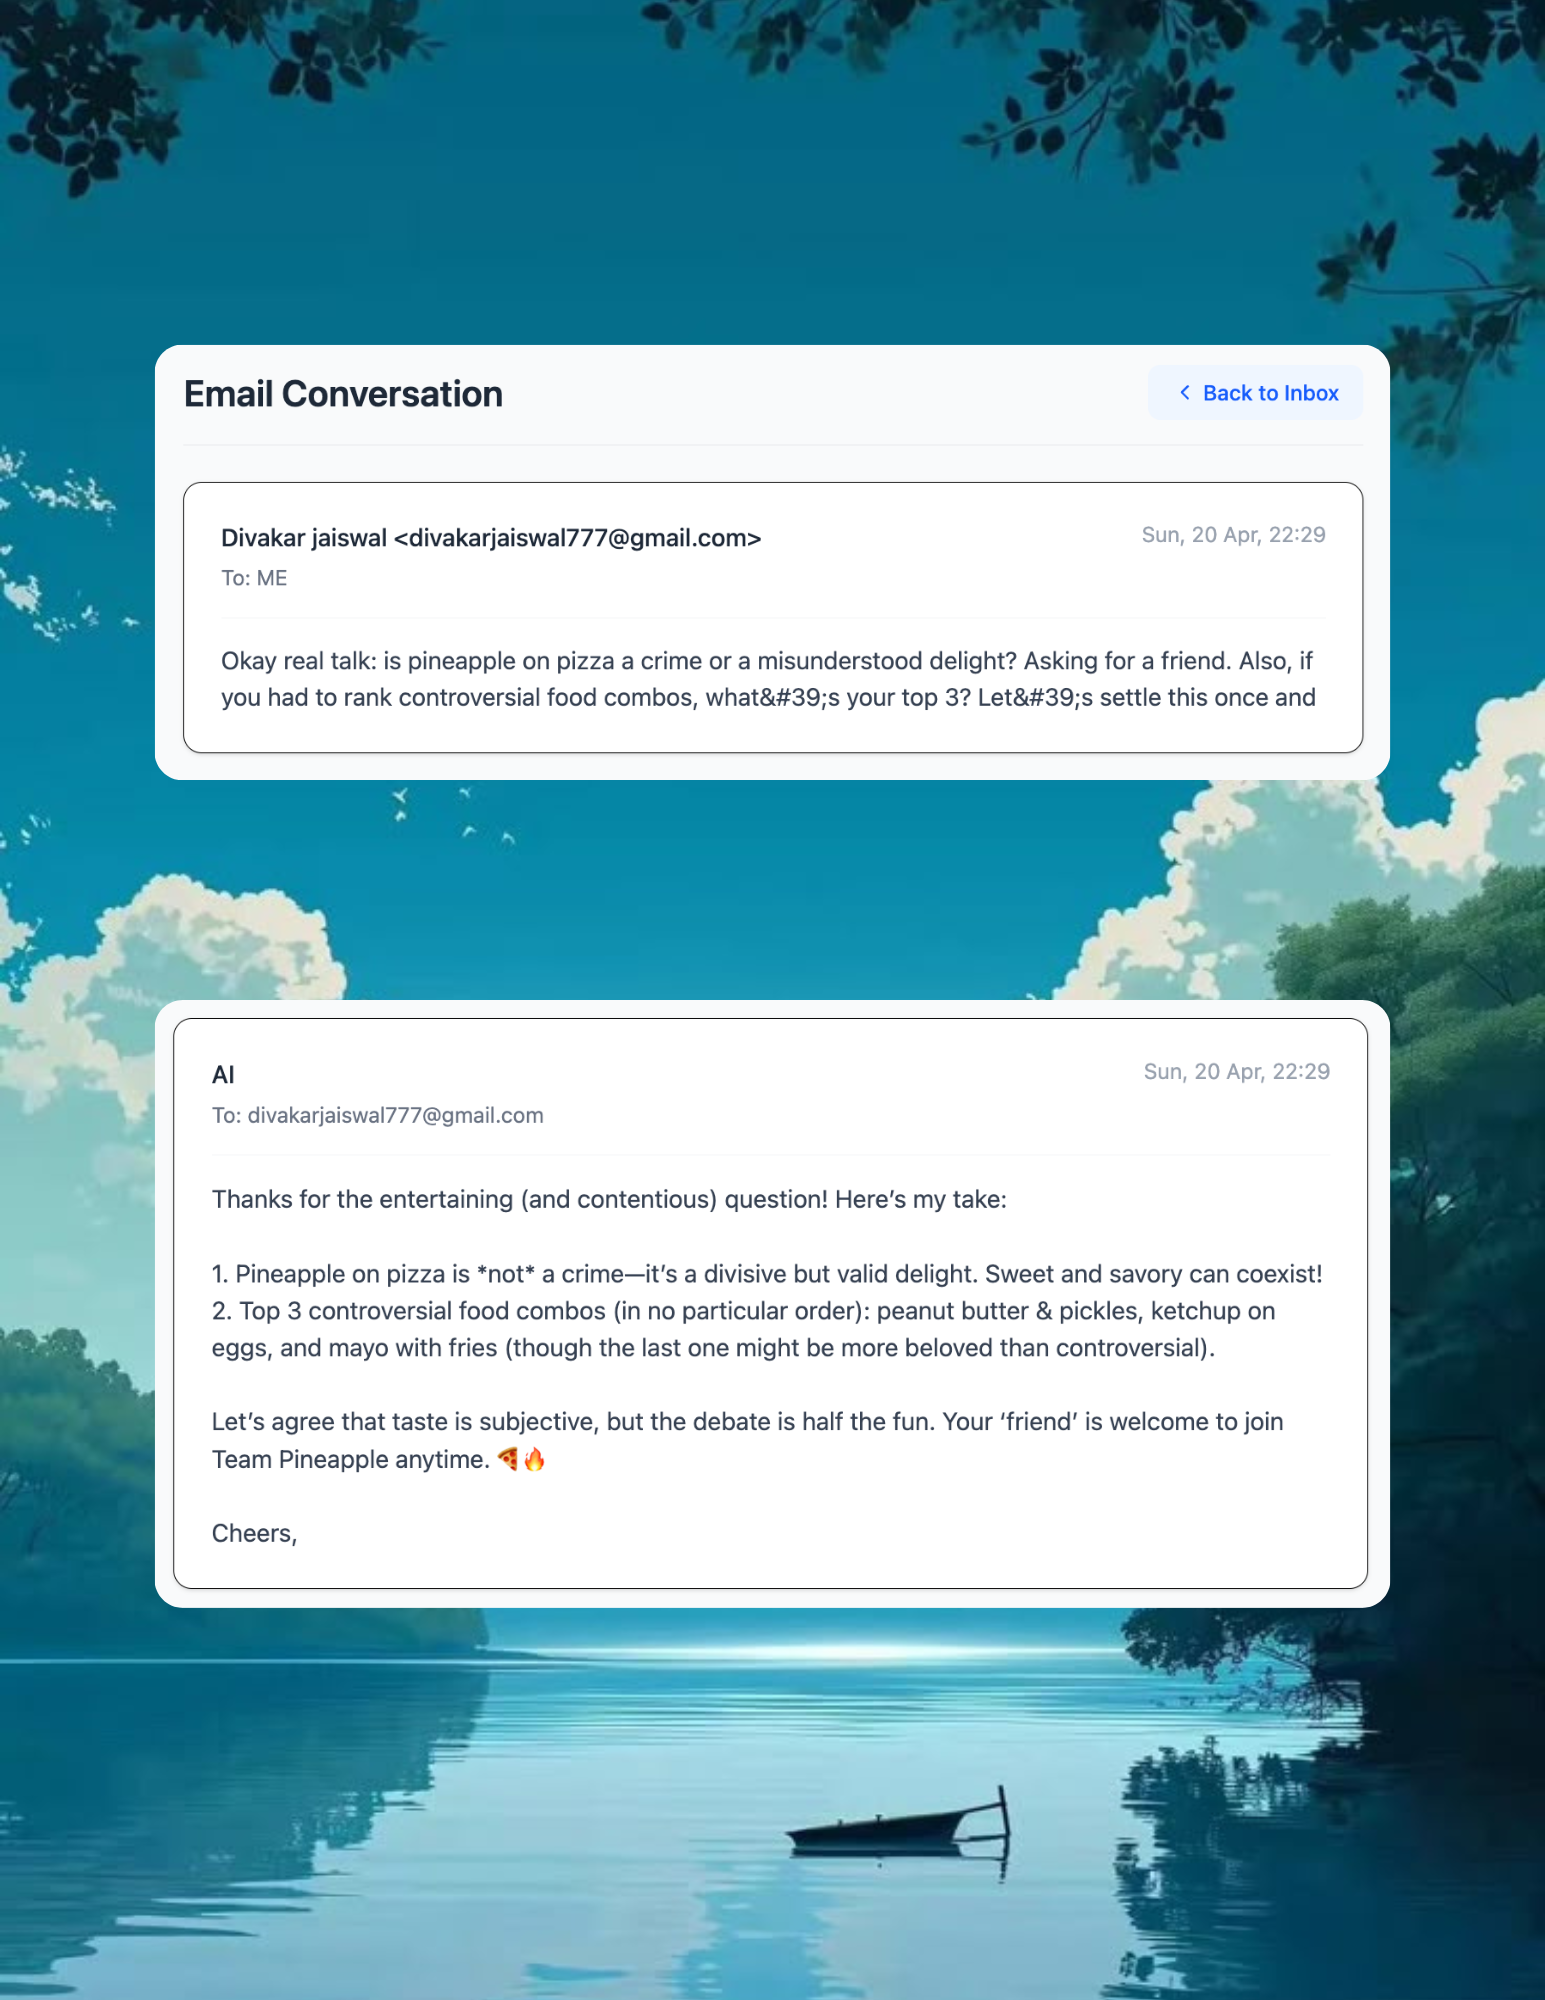 Email Conversation
Back to Inbox
Divakar jaiswal <divakarjaiswal777@gmail.com>
Sun, 20 Apr, 22:29
To: ME
Okay real talk: is pineapple on pizza a crime or a misunderstood delight? Asking for a friend. Also, if
you had to rank controversial food combos, what&#39;s your top 3? Let&#39;s settle this once and
AI
Sun, 20 Apr, 22:29
To: divakarjaiswal777@gmail.com
Thanks for the entertaining (and contentious) question! Here’s my take:
1. Pineapple on pizza is *not* a crime—it’s a divisive but valid delight. Sweet and savory can coexist!
2. Top 3 controversial food combos (in no particular order): peanut butter & pickles, ketchup on
eggs, and mayo with fries (though the last one might be more beloved than controversial).
Let’s agree that taste is subjective, but the debate is half the fun. Your ‘friend’ is welcome to join
Team Pineapple anytime. 🍕🔥
Cheers,